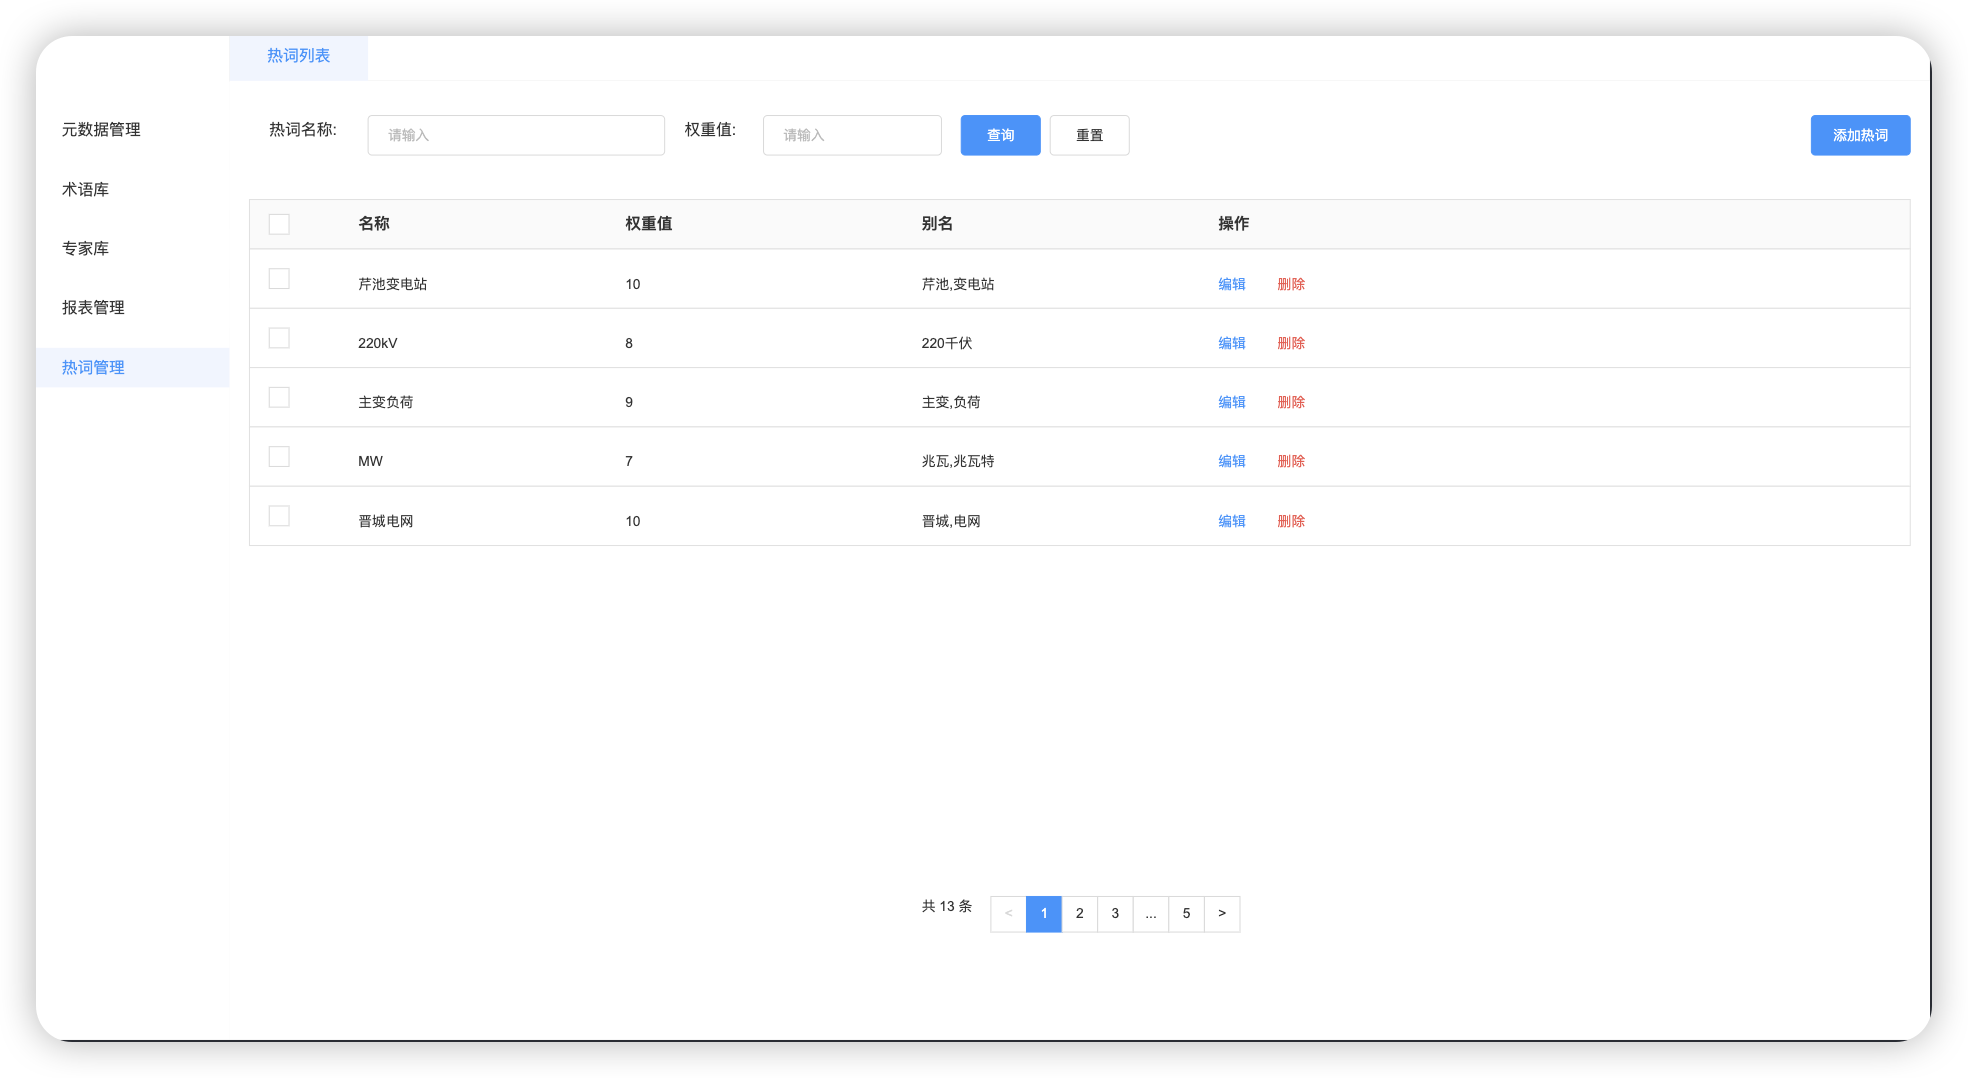 热词列表
元数据管理
术语库
专家库
报表管理
热词管理
热词名称: 请输入 权重值: 请输入 查询 重置 添加热词
名称 权重值 别名 操作
芹池变电站 10 芹池,变电站 编辑 删除
220kV 8 220千伏 编辑 删除
主变负荷 9 主变,负荷 编辑 删除
MW 7 兆瓦,兆瓦特 编辑 删除
晋城电网 10 晋城,电网 编辑 删除
共 13 条 < 1 2 3 ... 5 >